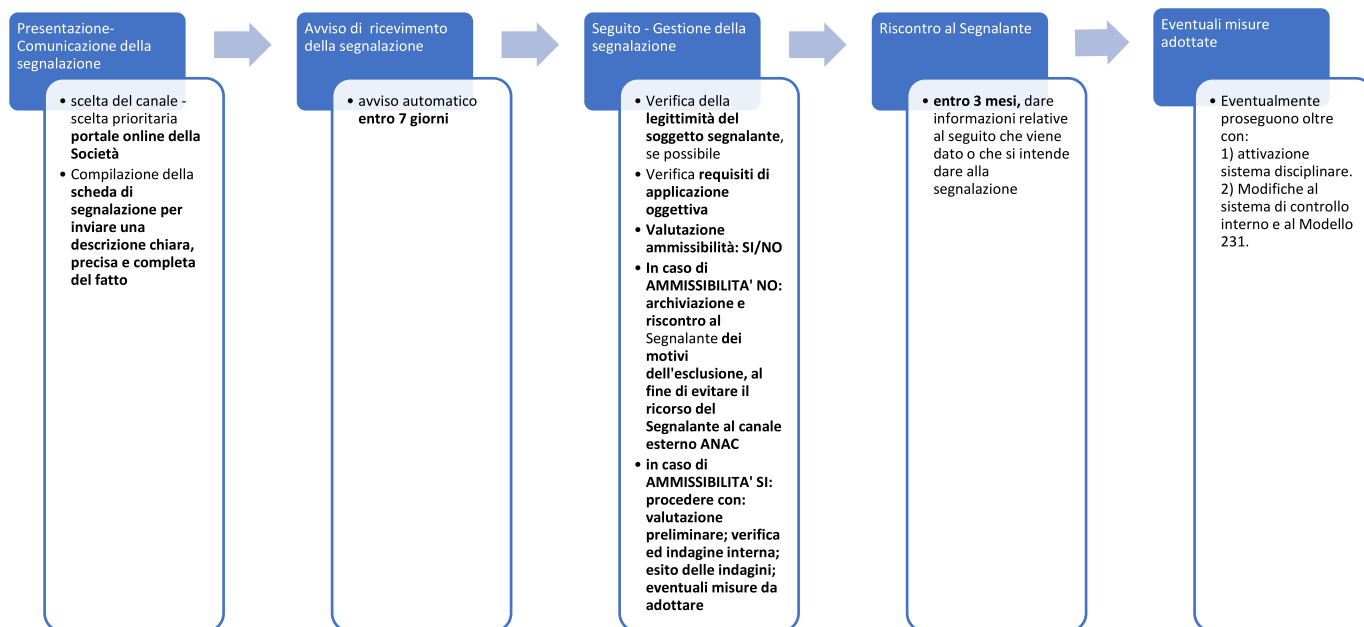 Presentazione-
Comunicazione della
segnalazione
• scelta del canale -
scelta prioritaria
portale online della
Società
• Compilazione della
scheda di
segnalazione per
inviare una
descrizione chiara,
precisa e completa
del fatto
Avviso di  ricevimento
della segnalazione
• avviso automatico
entro 7 giorni
Seguito - Gestione della
segnalazione
• Verifica della
legittimità del
soggetto segnalante,
se possibile
• Verifica requisiti di
applicazione
oggettiva
• Valutazione
ammissibilità: SI/NO
• In caso di
AMMISSIBILITA' NO:
archiviazione e
riscontro al
Segnalante dei
motivi
dell'esclusione, al
fine di evitare il
ricorso del
Segnalante al canale
esterno ANAC
• in caso di
AMMISSIBILITA' SI:
procedere con:
valutazione
preliminare; verifica
ed indagine interna;
esito delle indagini;
eventuali misure da
adottare
Riscontro al Segnalante
• entro 3 mesi, dare
informazioni relative
al seguito che viene
dato o che si intende
dare alla
segnalazione
Eventuali misure
adottate
• Eventualmente
proseguono oltre
con:
1) attivazione
sistema disciplinare.
2) Modifiche al
sistema di controllo
interno e al Modello
231.